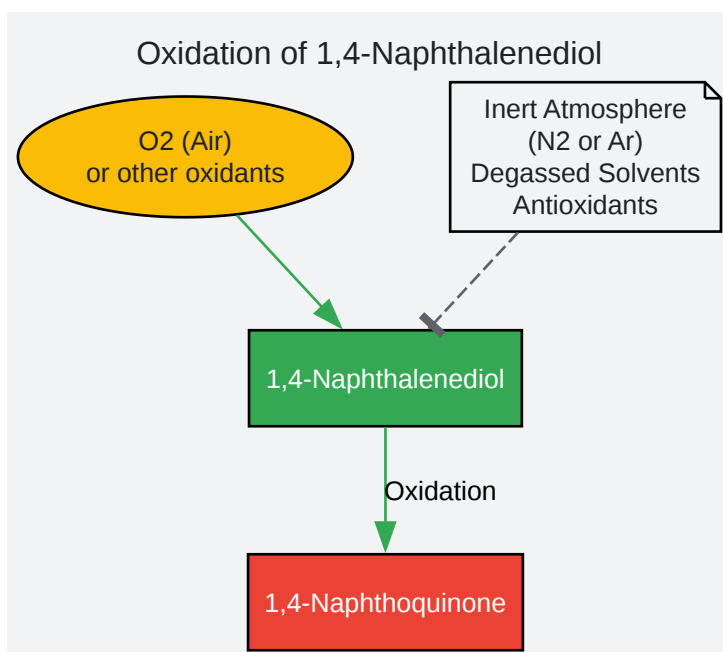 Oxidation of 1,4-Naphthalenediol
O2 (Air)
or other oxidants
Inert Atmosphere
(N2 or Ar)
Degassed Solvents
Antioxidants
1,4-Naphthalenediol
Oxidation
1,4-Naphthoquinone